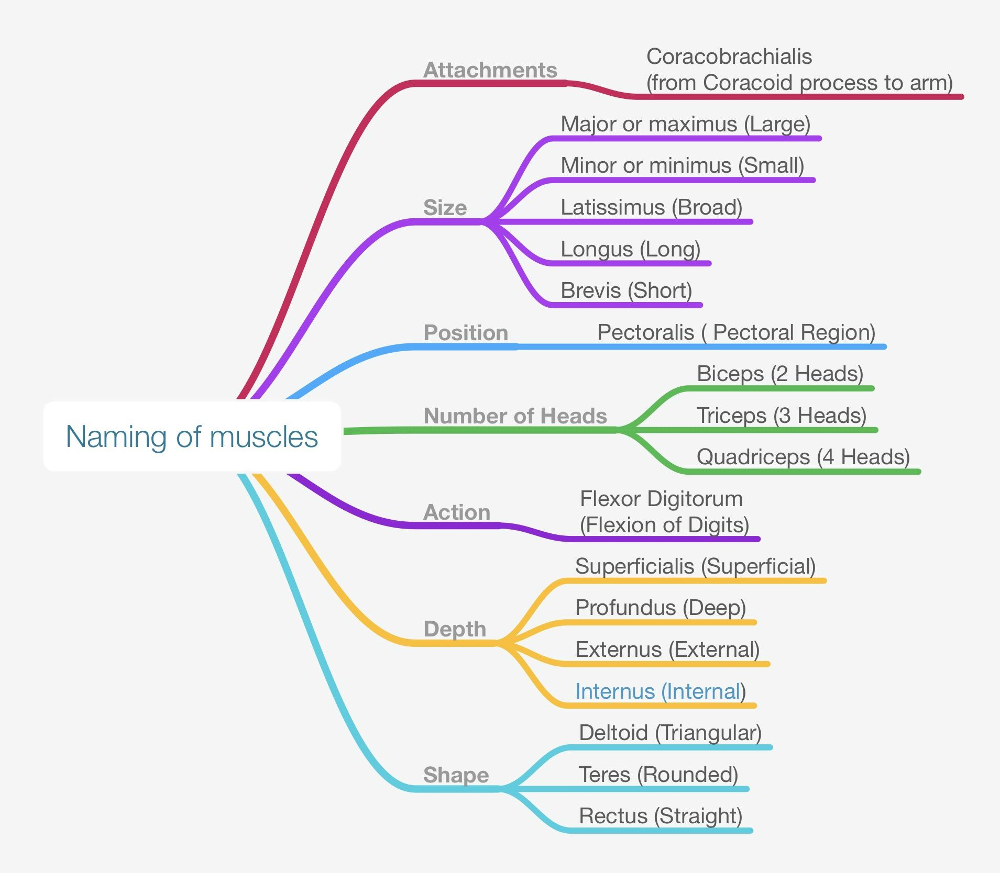 Naming of muscles
Attachments
Coracobrachialis
(from Coracoid process to arm)
Size
Major or maximus (Large)
Minor or minimus (Small)
Latissimus (Broad)
Longus (Long)
Brevis (Short)
Position
Pectoralis ( Pectoral Region)
Number of Heads
Biceps (2 Heads)
Triceps (3 Heads)
Quadriceps (4 Heads)
Action
Flexor Digitorum
(Flexion of Digits)
Depth
Superficialis (Superficial)
Profundus (Deep)
Externus (External)
Internus (Internal)
Shape
Deltoid (Triangular)
Teres (Rounded)
Rectus (Straight)